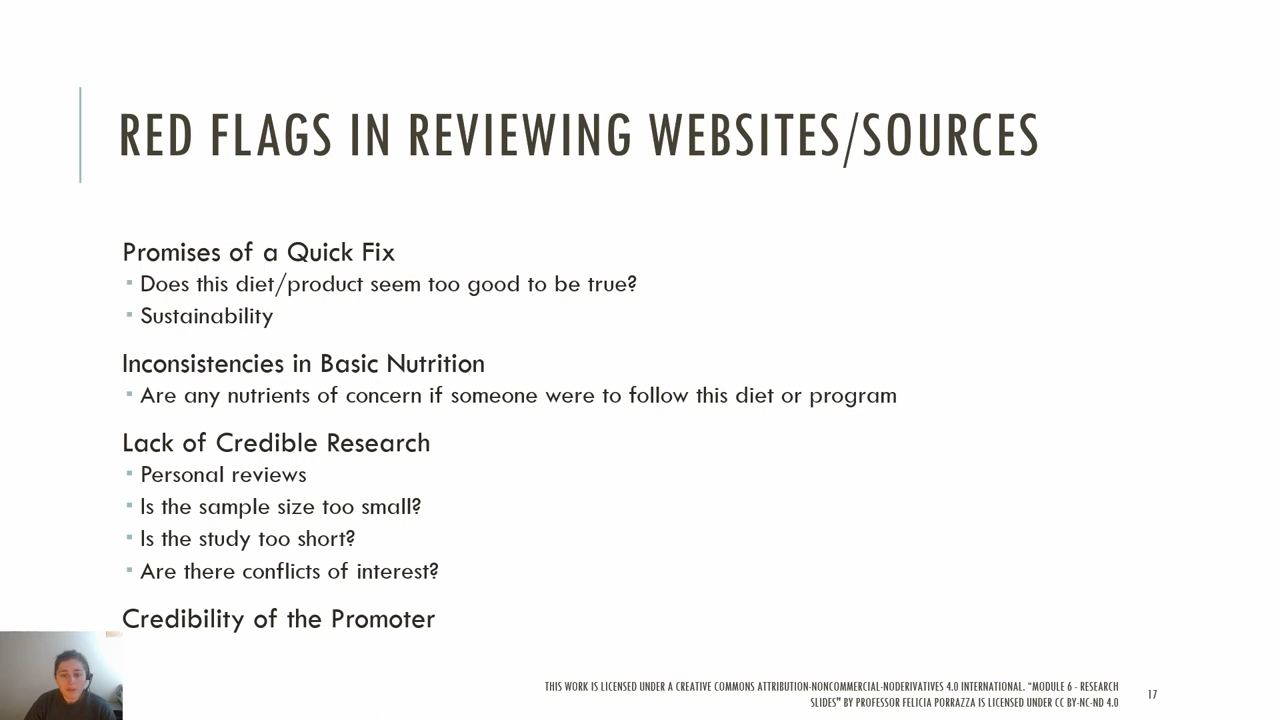 RED FLAGS IN REVIEWING WEBSITES/SOURCES
Promises of a Quick Fix
▪ Does this diet/product seem too good to be true?
▪ Sustainability
Inconsistencies in Basic Nutrition
▪ Are any nutrients of concern if someone were to follow this diet or program
Lack of Credible Research
▪ Personal reviews
▪ Is the sample size too small?
▪ Is the study too short?
▪ Are there conflicts of interest?
Credibility of the Promoter
THIS WORK IS LICENSED UNDER A CREATIVE COMMONS ATTRIBUTION-NONCOMMERCIAL-NODERIVATIVES 4.0 INTERNATIONAL. "MODULE 6 - RESEARCH
SLIDES" BY PROFESSOR FELICIA PORRAZZA IS LICENSED UNDER CC BY-NC-ND 4.0
17